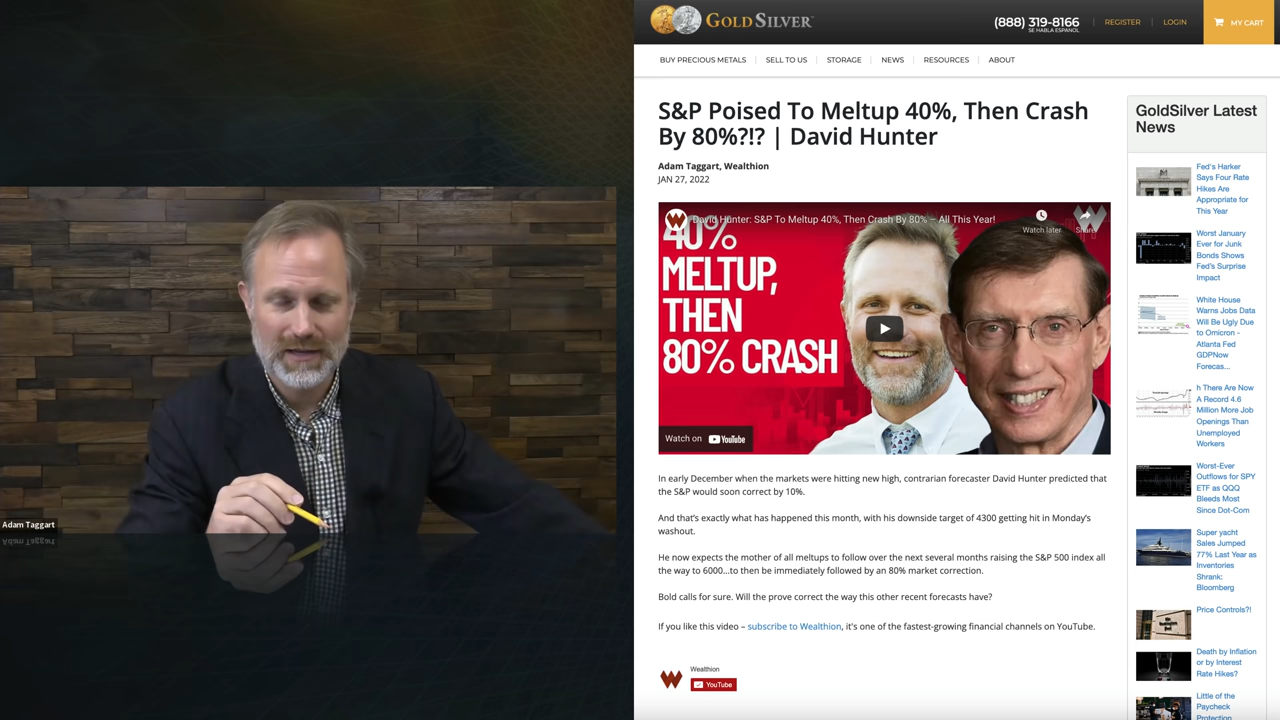 Adam Taggart
GOLDSILVER
(888) 319-8166
SE HABLA ESPANOL
REGISTER
LOGIN
MY CART
BUY PRECIOUS METALS
SELL TO US
STORAGE
NEWS
RESOURCES
ABOUT
S&P Poised To Meltup 40%, Then Crash
By 80%?!? | David Hunter
Adam Taggart, Wealthion
JAN 27, 2022
David Hunter: S&P To Meltup 40%, Then Crash By 80% – All This Year!
Watch later
Share
40%
MELTUP,
THEN
80% CRASH
Watch on YouTube
In early December when the markets were hitting new high, contrarian forecaster David Hunter predicted that
the S&P would soon correct by 10%.
And that's exactly what has happened this month, with his downside target of 4300 getting hit in Monday's
washout.
He now expects the mother of all meltups to follow over the next several months raising the S&P 500 index all
the way to 6000...to then be immediately followed by an 80% market correction.
Bold calls for sure. Will the prove correct the way this other recent forecasts have?
If you like this video – subscribe to Wealthion, it's one of the fastest-growing financial channels on YouTube.
Wealthion
YouTube
GoldSilver Latest
News
Fed's Harker
Says Four Rate
Hikes Are
Appropriate for
This Year
Worst January
Ever for Junk
Bonds Shows
Fed's Surprise
Impact
White House
Warns Jobs Data
Will Be Ugly Due
to Omicron -
Atlanta Fed
GDPNow
Forecas...
h There Are Now
A Record 4.6
Million More Job
Openings Than
Unemployed
Workers
Worst-Ever
Outflows for SPY
ETF as QQQ
Bleeds Most
Since Dot-Com
Super yacht
Sales Jumped
77% Last Year as
Inventories
Shrank:
Bloomberg
Price Controls?!
Death by Inflation
or by Interest
Rate Hikes?
Little of the
Paycheck
Protection